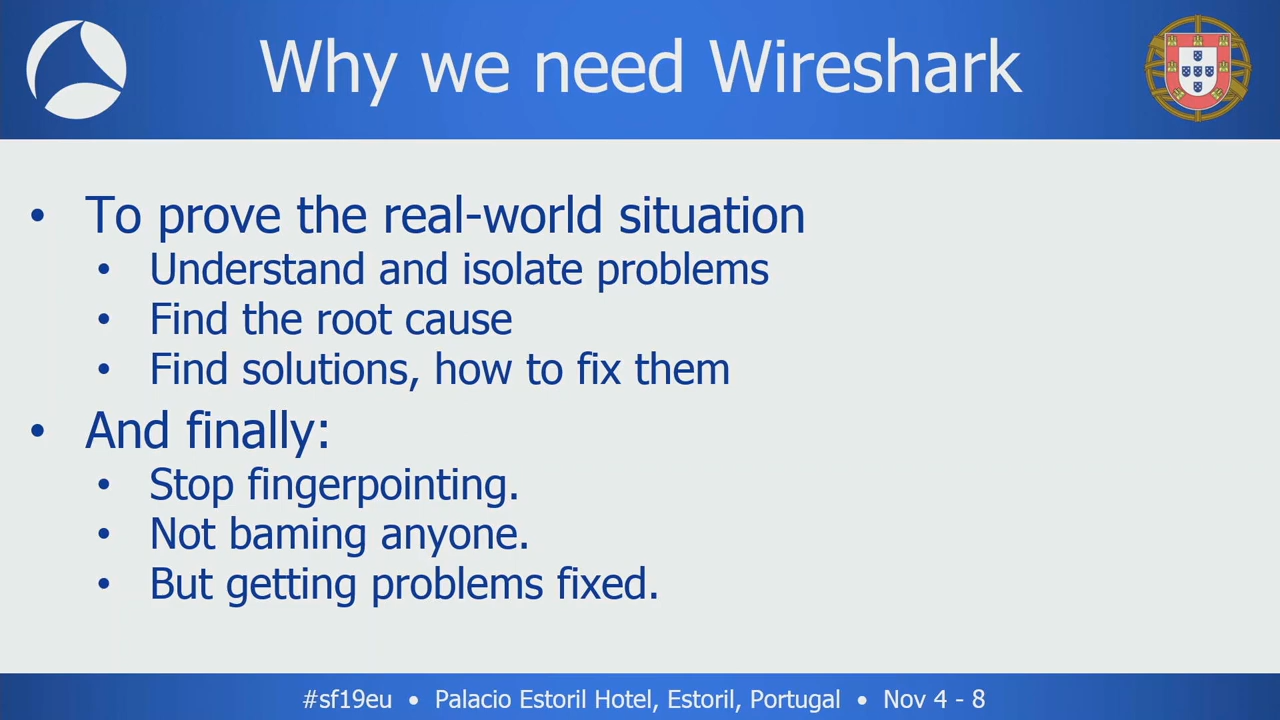 Why we need Wireshark
• To prove the real-world situation
• Understand and isolate problems
• Find the root cause
• Find solutions, how to fix them
• And finally:
• Stop fingerpointing.
• Not baming anyone.
• But getting problems fixed.
#sf19eu • Palacio Estoril Hotel, Estoril, Portugal • Nov 4 - 8